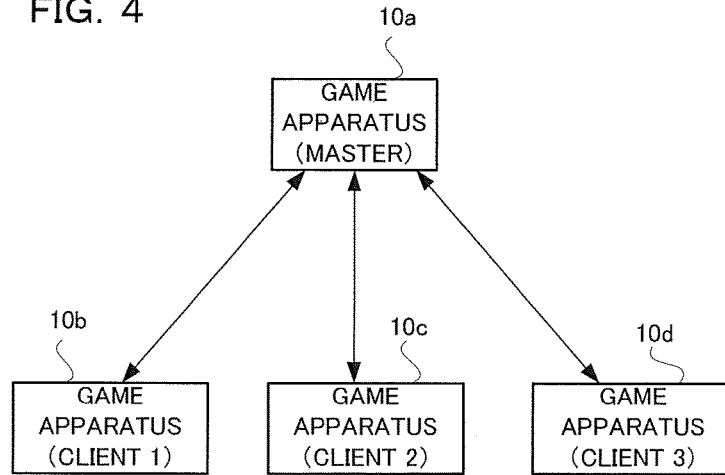 FIG. 4
10a
GAME
APPARATUS
(MASTER)
10b
GAME
APPARATUS
(CLIENT 1)
10c
GAME
APPARATUS
(CLIENT 2)
10d
GAME
APPARATUS
(CLIENT 3)